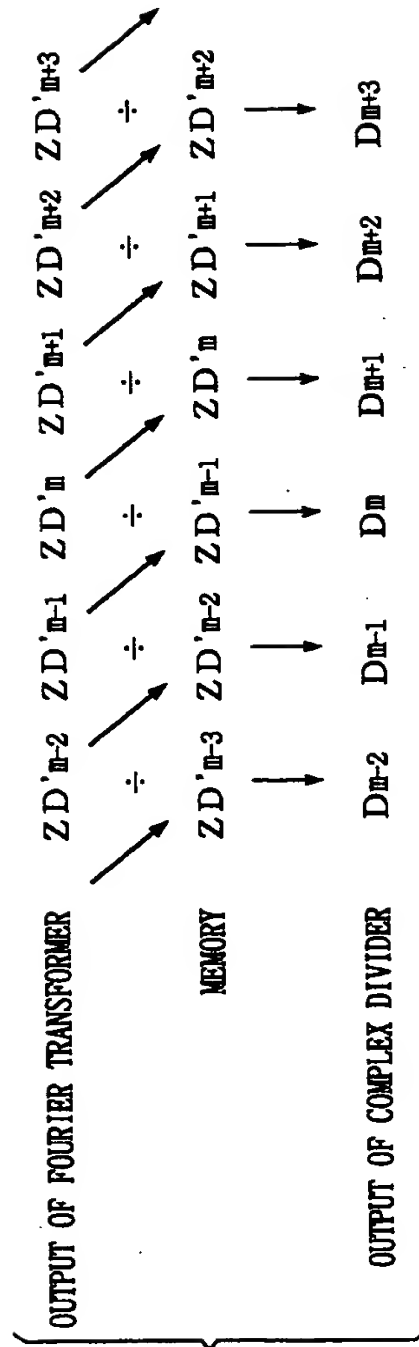 OUTPUT OF FOURIER TRANSFORMER ZD'm-2 ZD'm-1 ZD'm ZD'm+1 ZD'm+2 ZD'm+3
÷ ÷ ÷ ÷ ÷ ÷
MEMORY ZD'm-3 ZD'm-2 ZD'm-1 ZD'm ZD'm+1 ZD'm+2
OUTPUT OF COMPLEX DIVIDER Dm-2 Dm-1 Dm Dm+1 Dm+2 Dm+3